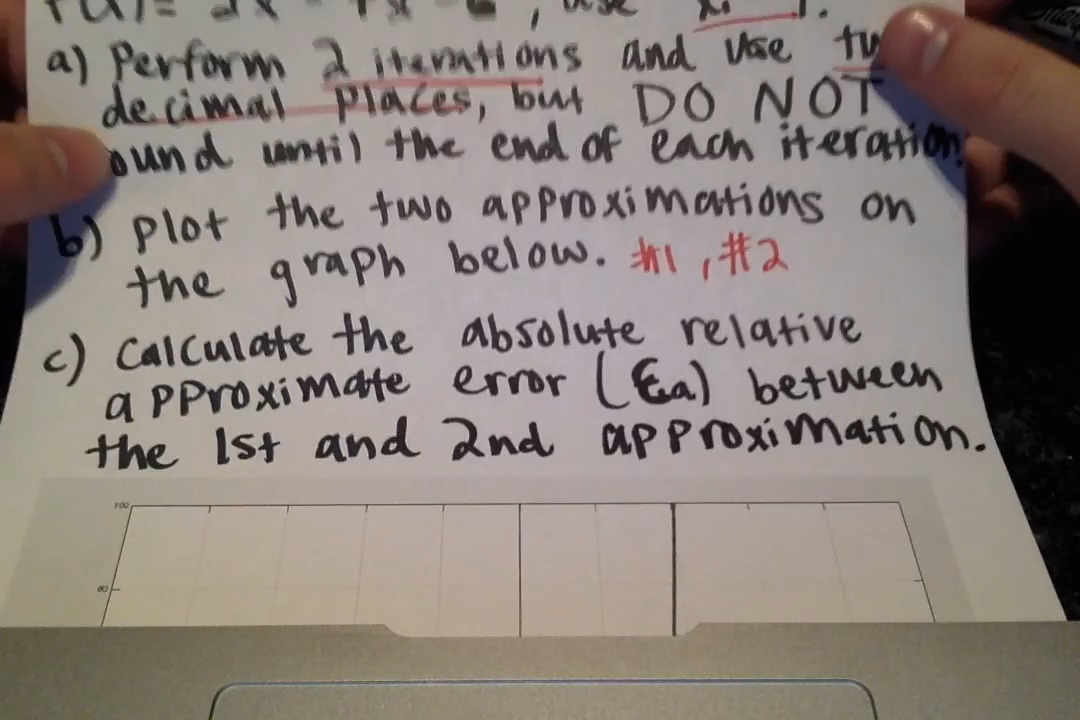 a) Perform 2 iterations and use
decimal places, but DO NOT
ound until the end of each iteration.
b) plot the two approximations on
the graph below. #1, #2
c) calculate the absolute relative
approximate error (Ea) between
the 1st and 2nd approximation.
100
80